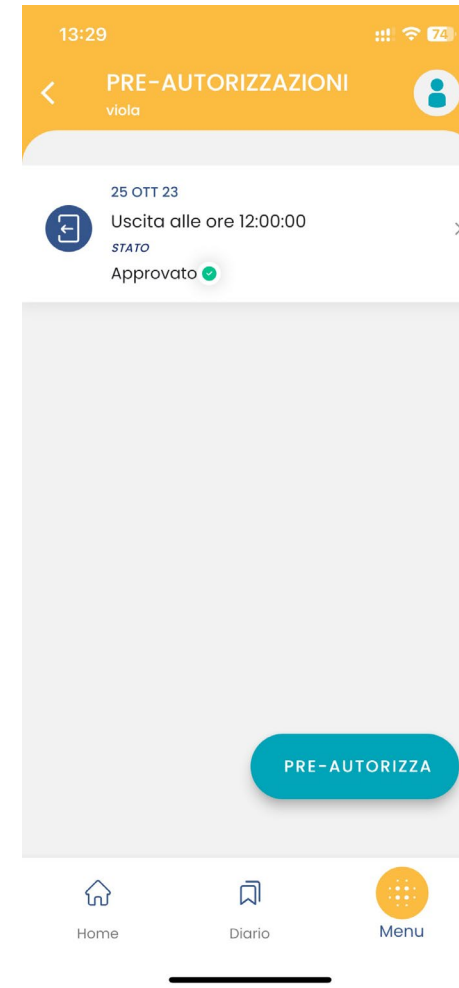 13:29
74
PRE-AUTORIZZAZIONI
viola
25 OTT 23
Uscita alle ore 12:00:00
STATO
Approvato
PRE-AUTORIZZA
Home
Diario
Menu